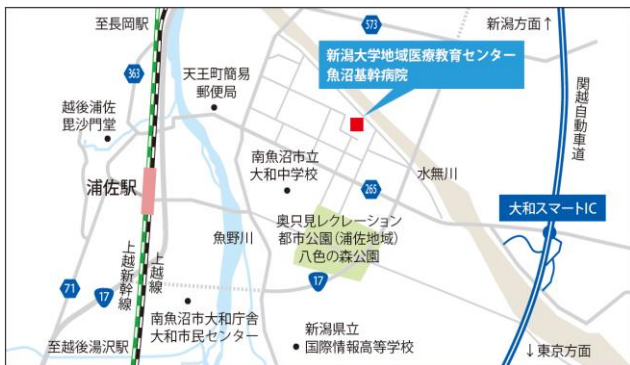 至長岡駅
573
新潟方面↑
新潟大学地域医療教育センター
魚沼基幹病院
363
天王町簡易
郵便局
越後浦佐
毘沙門堂
関越自動車道
南魚沼市立
大和中学校
265
水無川
浦佐駅
大和スマートIC
奥只見レクレーション
都市公園(浦佐地域)
八色の森公園
魚野川
上越新幹線
上越線
71
17
17
南魚沼市大和庁舎
大和市民センター
新潟県立
国際情報高等学校
至越後湯沢駅
↓東京方面